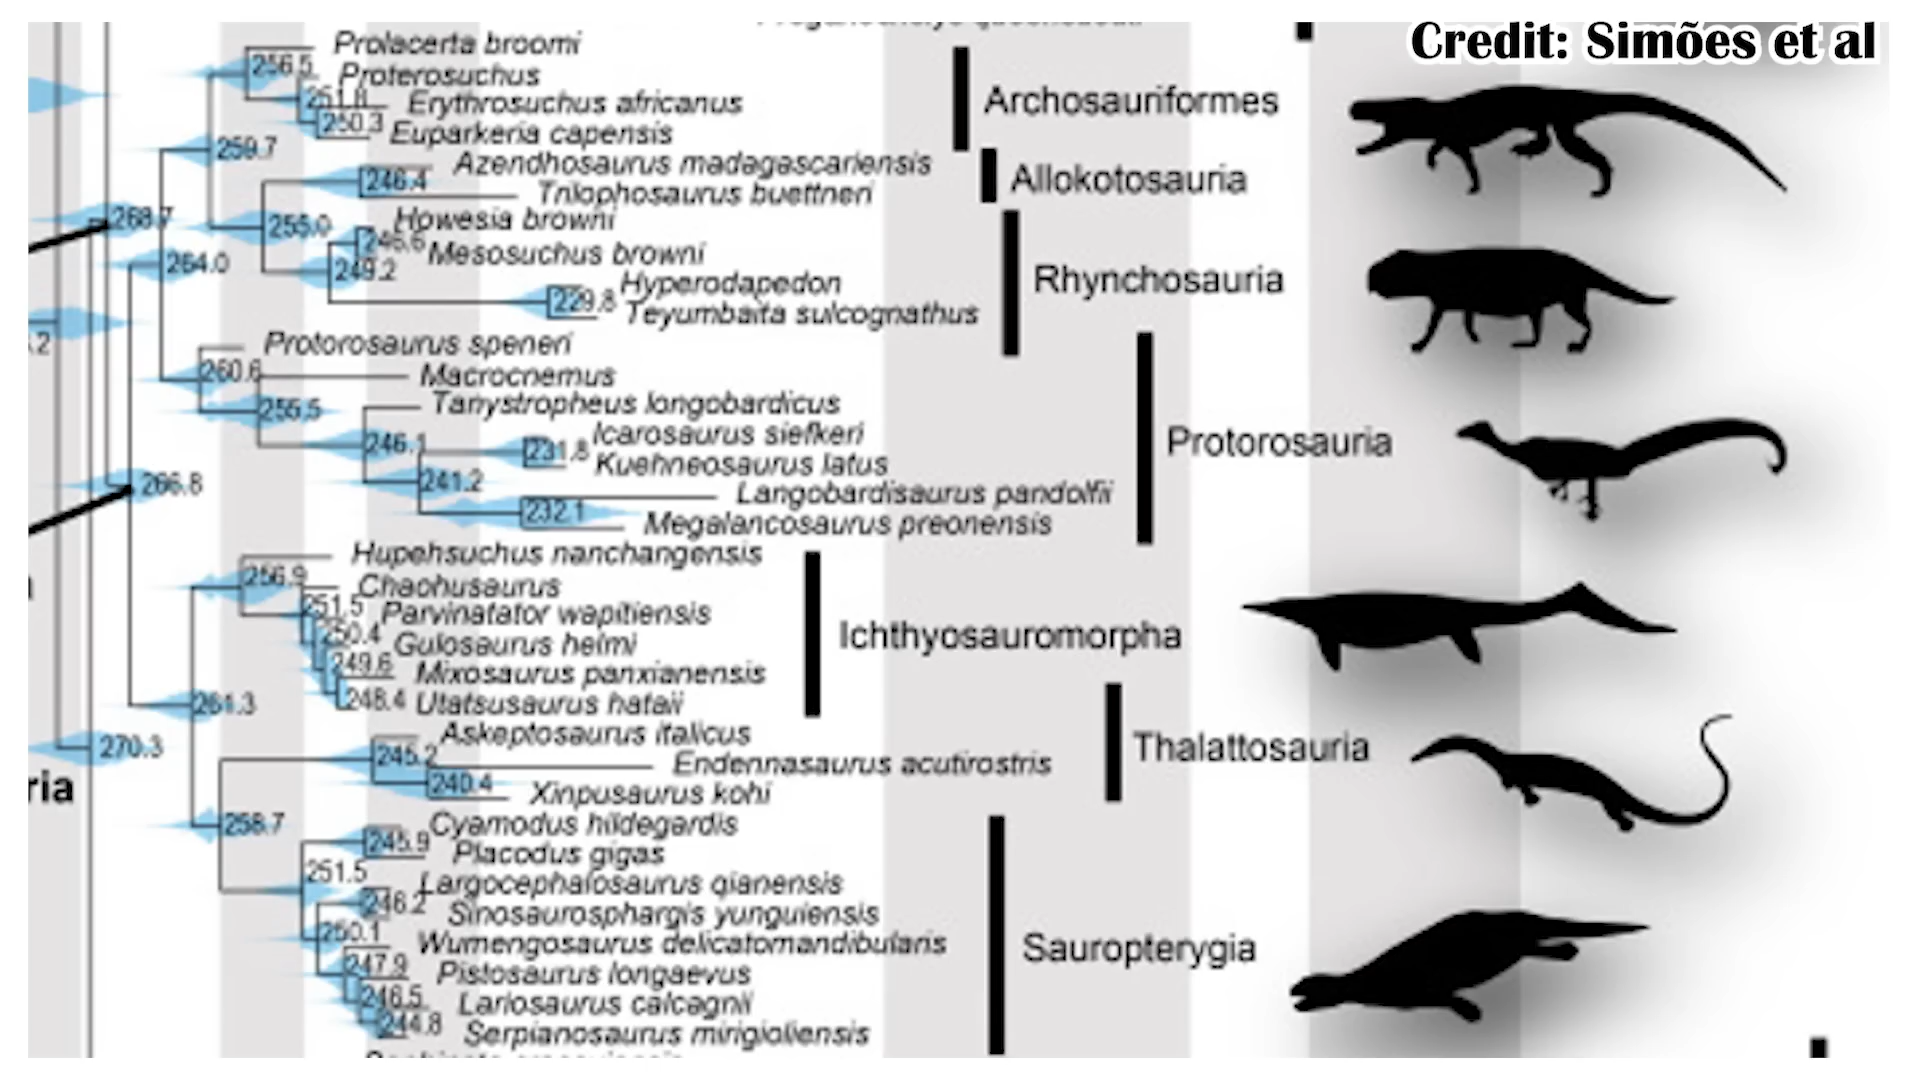 Credit: Simões et al
Prolacerta broomi
256.5
Proterosuchus
251.8
Erythrosuchus africanus
250.3
Euparkeria capensis
Archosauriformes
259.7
Azendhosaurus madagascariensis
246.4
Trilophosaurus buettneri
Allokotosauria
268.7
255.0
Howesia browni
246.6
Mesosuchus browni
249.2
264.0
Hyperodapedon
229.8
Teyumbaita sulcognathus
Rhynchosauria
.2
Protorosaurus speneri
260.6
Macrocnemus
255.5
Tanystropheus longobardicus
246.1
Icarosaurus siefkeri
231.8
Kuehneosaurus latus
241.2
Langobardisaurus pandolfii
232.1
Megalancosaurus preonensis
Protorosauria
266.8
Hupehsuchus nanchangensis
256.9
Chaohusaurus
251.5
Parvinatator wapitiensis
250.4
Gulosaurus helmi
249.6
Mixosaurus panxianensis
248.4
Utatsusaurus hataii
Ichthyosauromorpha
261.3
270.3
Askeptosaurus italicus
245.2
Endennasaurus acutirostris
240.4
Xinpusaurus kohi
Thalattosauria
ria
258.7
Cyamodus hildegardis
245.9
Placodus gigas
251.5
Largocephalosaurus qianensis
246.2
Sinosaurosphargis yunguiensis
250.1
Wumengosaurus delicatomandibularis
247.9
Pistosaurus longaevus
246.5
Lariosaurus calcagnii
244.8
Serpianosaurus mirigioliensis
Sauropterygia